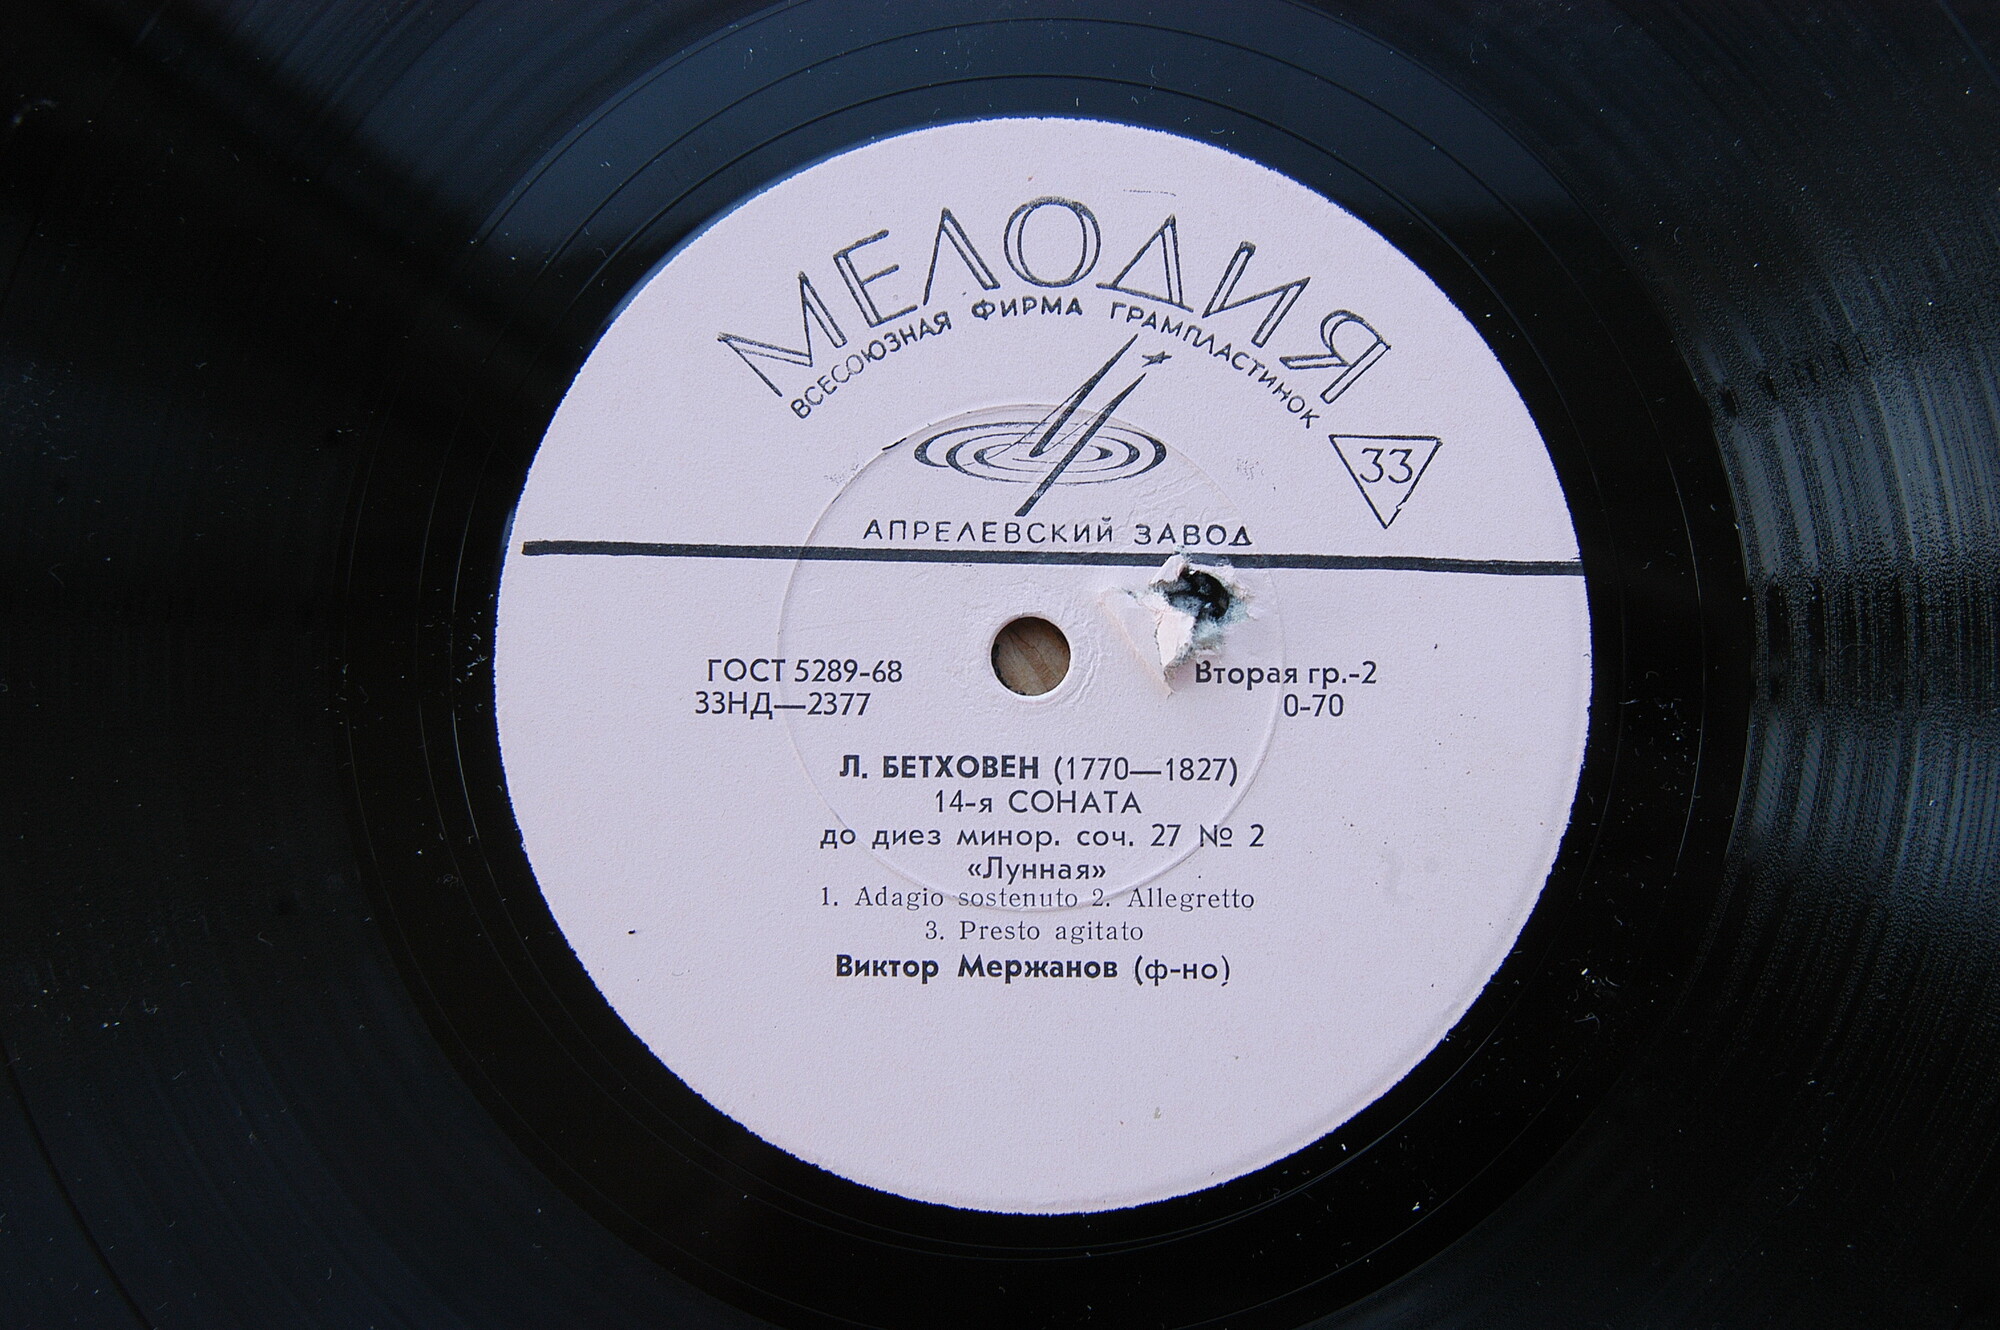 МЕЛОДИЯ
ВСЕСОЮЗНАЯ ФИРМА ГРАМПЛАСТИНОК
33
АПРЕЛЕВСКИЙ ЗАВОД
ГОСТ 5289-68
Вторая гр.-2
33НД—2377
0-70
Л. БЕТХОВЕН (1770—1827)
14-я СОНАТА
до диез минор. соч. 27 № 2
«Лунная»
1. Adagio sostenuto 2. Allegretto
3. Presto agitato
Виктор Мержанов (ф-но)